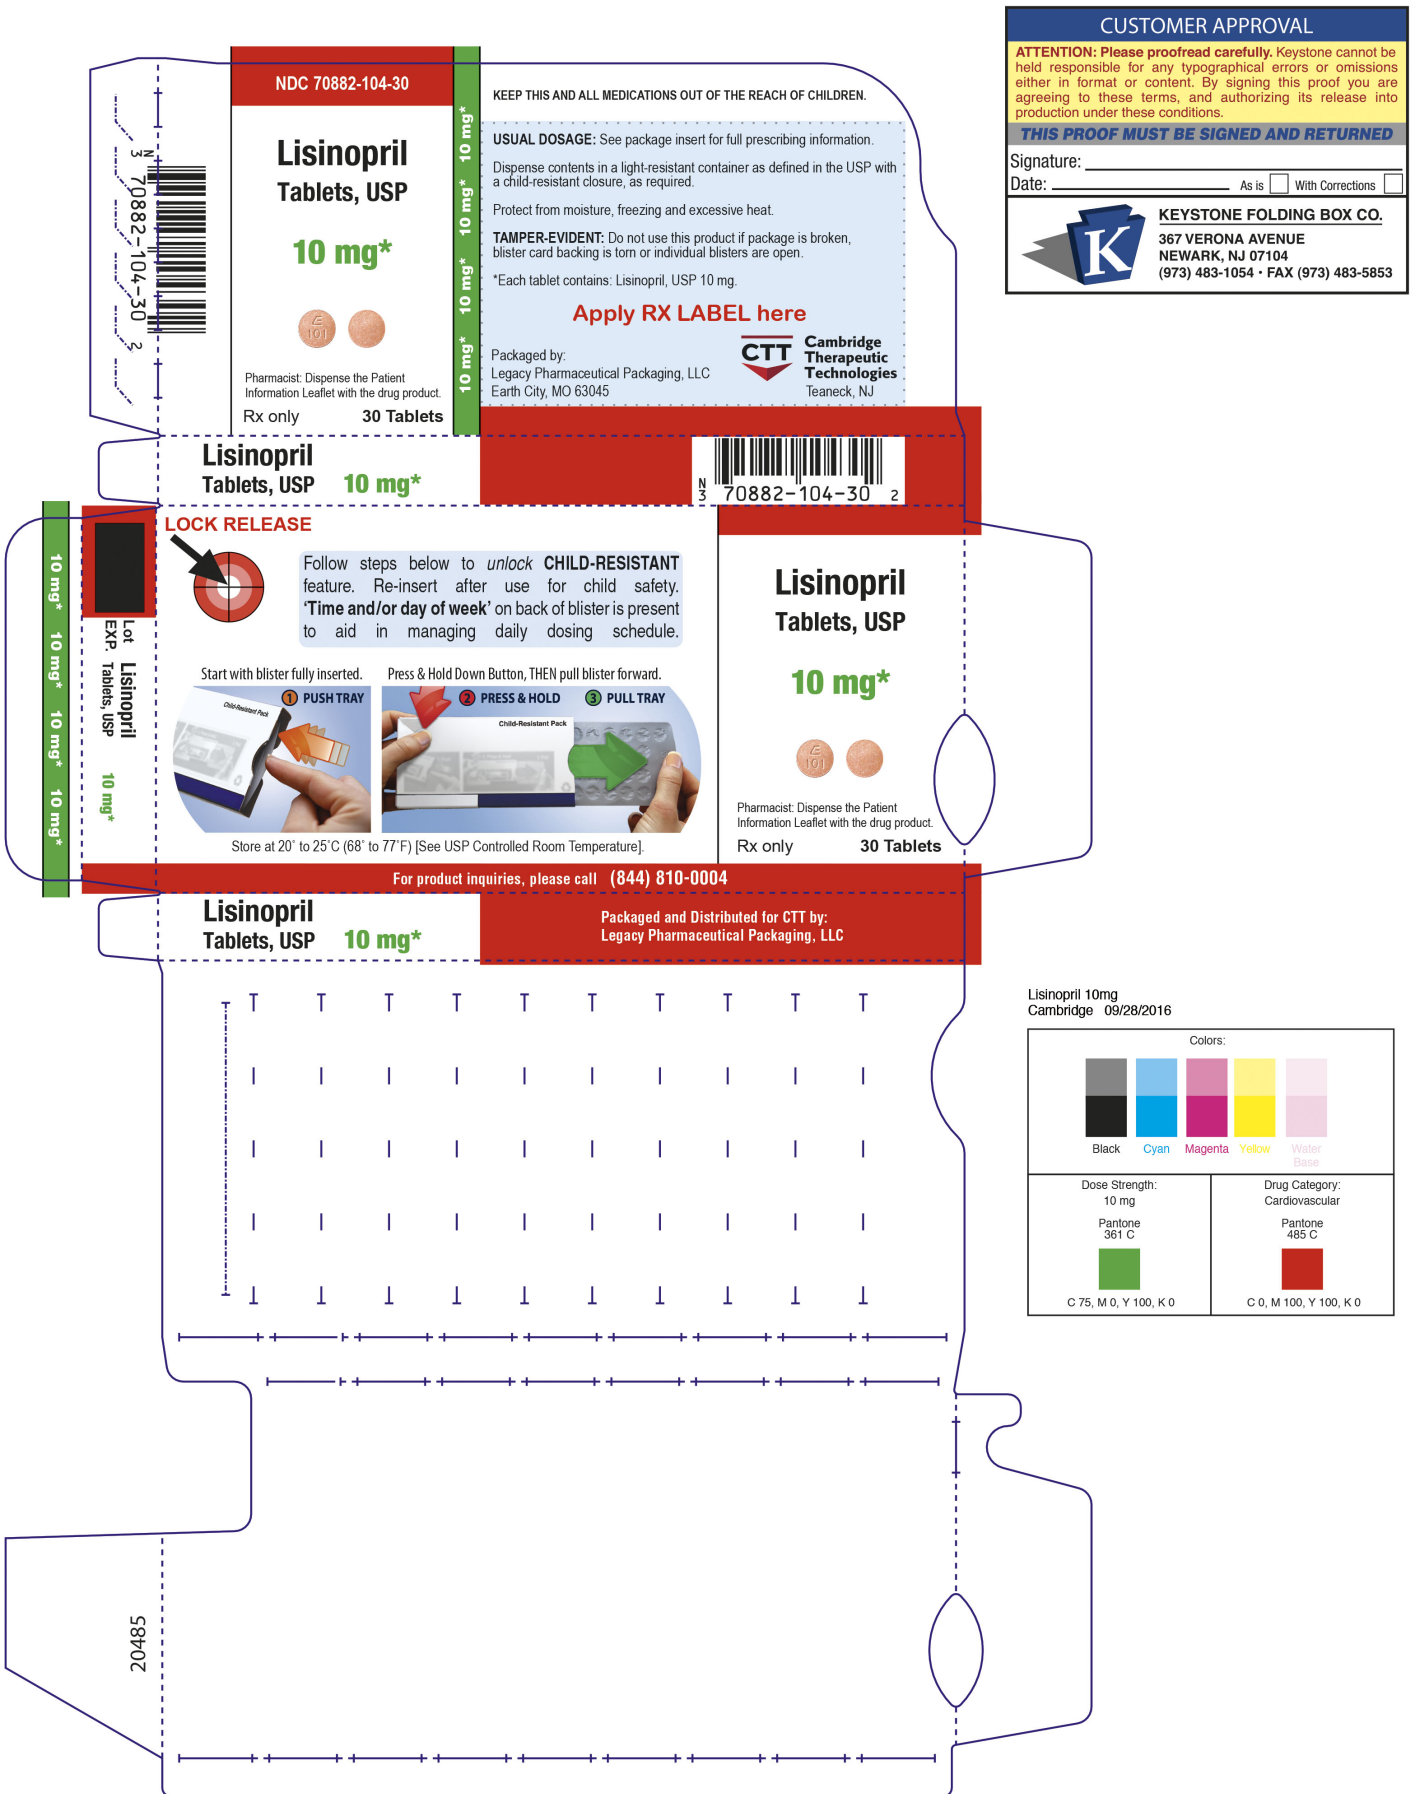 CUSTOMER APPROVAL
ATTENTION: Please proofread carefully. Keystone cannot be
held responsible for any typographical errors or omissions
either in format or content. By signing this proof you are
agreeing to these terms, and authorizing its release into
production under these conditions.
THIS PROOF MUST BE SIGNED AND RETURNED
Signature:
Date:
As is
With Corrections
K
KEYSTONE FOLDING BOX CO.
367 VERONA AVENUE
NEWARK, NJ 07104
(973) 483-1054 • FAX (973) 483-5853
N
3 70882-104-30 2
NDC 70882-104-30
Lisinopril
Tablets, USP
10 mg*
E
101
Pharmacist: Dispense the Patient
Information Leaflet with the drug product.
Rx only 30 Tablets
10 mg* 10 mg* 10 mg* 10 mg*
KEEP THIS AND ALL MEDICATIONS OUT OF THE REACH OF CHILDREN.
USUAL DOSAGE: See package insert for full prescribing information.
Dispense contents in a light-resistant container as defined in the USP with
a child-resistant closure, as required.
Protect from moisture, freezing and excessive heat.
TAMPER-EVIDENT: Do not use this product if package is broken,
blister card backing is torn or individual blisters are open.
*Each tablet contains: Lisinopril, USP 10 mg.
Apply RX LABEL here
Packaged by:
Legacy Pharmaceutical Packaging, LLC
Earth City, MO 63045
CTT
Cambridge
Therapeutic
Technologies
Teaneck, NJ
Lisinopril
Tablets, USP 10 mg*
N
3 70882-104-30 2
10 mg* 10 mg* 10 mg* 10 mg*
Lot
EXP.
Lisinopril
Tablets, USP
10 mg*
LOCK RELEASE
Follow steps below to unlock CHILD-RESISTANT
feature. Re-insert after use for child safety.
‘Time and/or day of week’ on back of blister is present
to aid in managing daily dosing schedule.
Start with blister fully inserted.
Press & Hold Down Button, THEN pull blister forward.
1 PUSH TRAY
Child-Resistant Pack
2 PRESS & HOLD
3 PULL TRAY
Child-Resistant Pack
Store at 20˚ to 25˚C (68˚ to 77˚F) [See USP Controlled Room Temperature].
Lisinopril
Tablets, USP
10 mg*
E
101
Pharmacist: Dispense the Patient
Information Leaflet with the drug product.
Rx only 30 Tablets
For product inquiries, please call (844) 810-0004
Lisinopril
Tablets, USP 10 mg*
Packaged and Distributed for CTT by:
Legacy Pharmaceutical Packaging, LLC
Lisinopril 10mg
Cambridge 09/28/2016
Colors:
Black Cyan Magenta Yellow Water
Base
Dose Strength:
10 mg
Pantone
361 C
C 75, M 0, Y 100, K 0
Drug Category:
Cardiovascular
Pantone
485 C
C 0, M 100, Y 100, K 0
20485